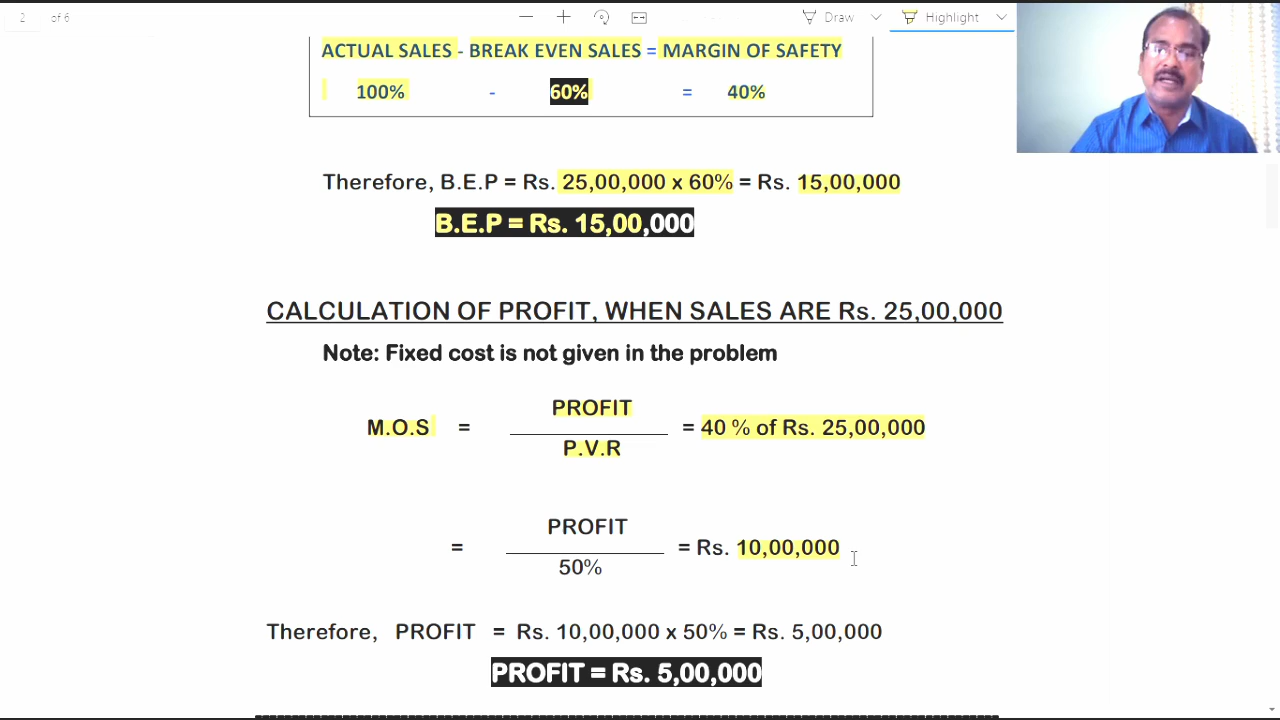 2 of 6 Draw Highlight
ACTUAL SALES - BREAK EVEN SALES = MARGIN OF SAFETY
100% - 60% = 40%
Therefore, B.E.P = Rs. 25,00,000 x 60% = Rs. 15,00,000
B.E.P = Rs. 15,00,000
CALCULATION OF PROFIT, WHEN SALES ARE Rs. 25,00,000
Note: Fixed cost is not given in the problem
PROFIT
M.O.S = = 40 % of Rs. 25,00,000
P.V.R
PROFIT
= = Rs. 10,00,000
50%
Therefore, PROFIT = Rs. 10,00,000 x 50% = Rs. 5,00,000
PROFIT = Rs. 5,00,000